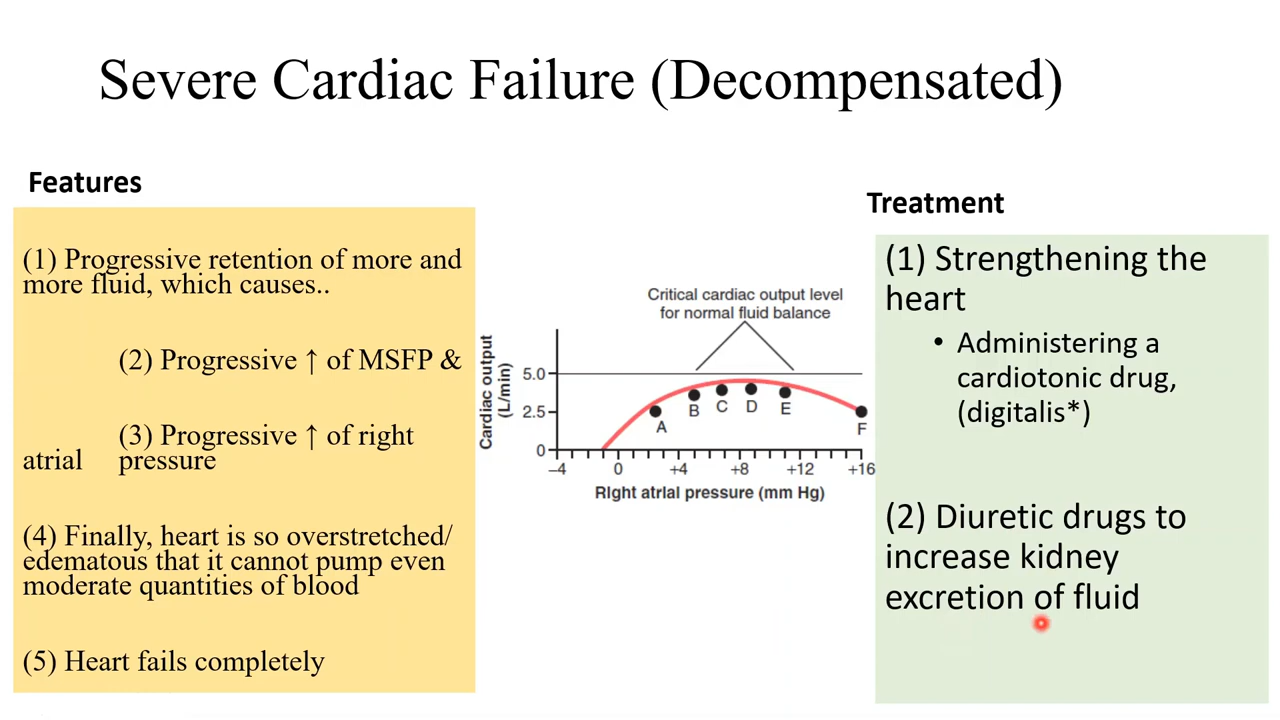 Severe Cardiac Failure (Decompensated)
Features
(1) Progressive retention of more and
more fluid, which causes..
(2) Progressive ↑ of MSFP &
(3) Progressive ↑ of right
atrial pressure
(4) Finally, heart is so overstretched/
edematous that it cannot pump even
moderate quantities of blood
(5) Heart fails completely
Critical cardiac output level
for normal fluid balance
Cardiac output
(L/min)
5.0
2.5
0
A
B
C
D
E
F
–4
0
+4
+8
+12
+16
Right atrial pressure (mm Hg)
Treatment
(1) Strengthening the
heart
• Administering a
cardiotonic drug,
(digitalis*)
(2) Diuretic drugs to
increase kidney
excretion of fluid